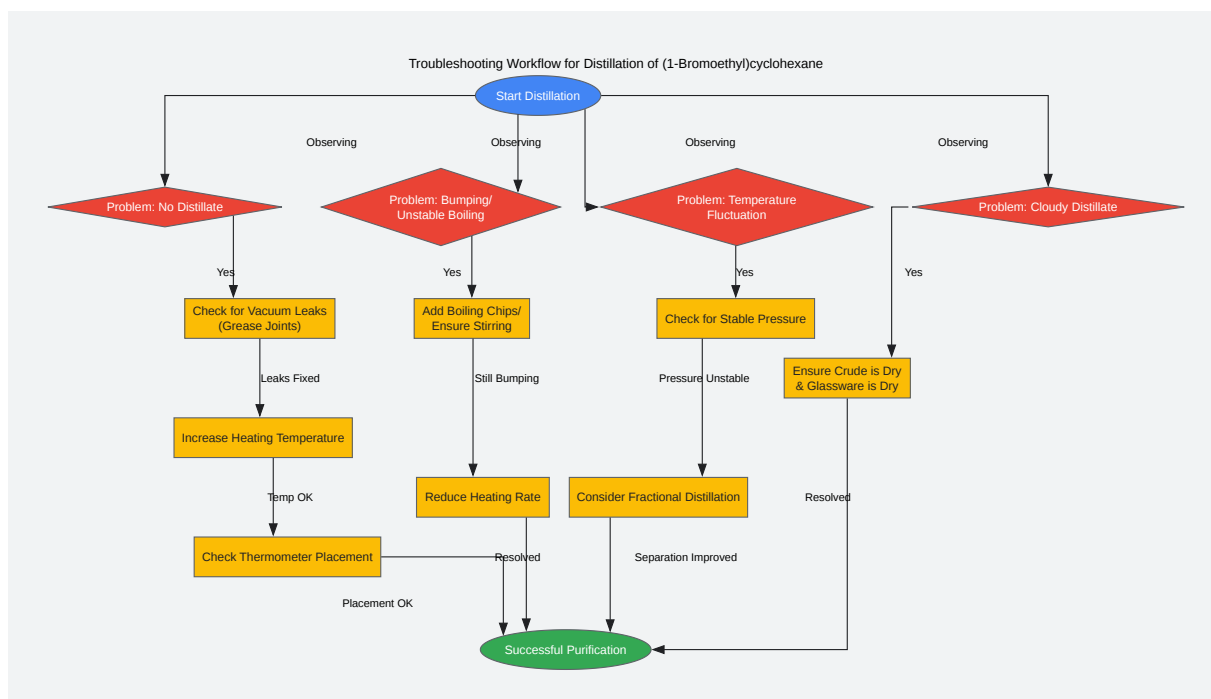 Troubleshooting Workflow for Distillation of (1-Bromoethyl)cyclohexane
Start Distillation
Observing
Observing
Observing
Observing
Problem: No Distillate
Problem: Bumping/
Unstable Boiling
Problem: Temperature
Fluctuation
Problem: Cloudy Distillate
Yes
Yes
Yes
Yes
Check for Vacuum Leaks
(Grease Joints)
Add Boiling Chips/
Ensure Stirring
Check for Stable Pressure
Ensure Crude is Dry
& Glassware is Dry
Leaks Fixed
Still Bumping
Pressure Unstable
Increase Heating Temperature
Temp OK
Reduce Heating Rate
Consider Fractional Distillation
Resolved
Check Thermometer Placement
Resolved
Separation Improved
Placement OK
Successful Purification